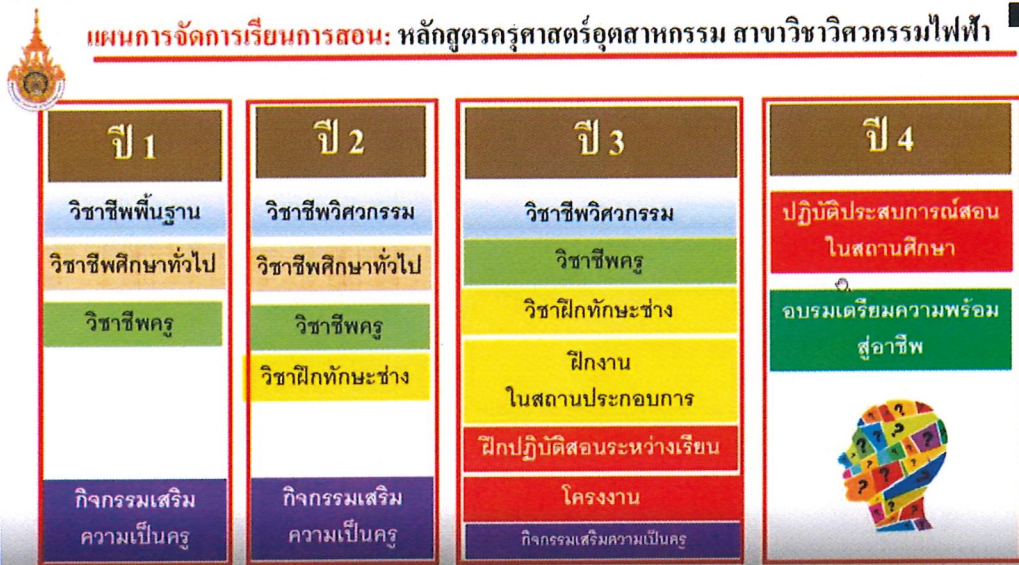 แผนการจัดการเรียนการสอน: หลักสูตรครุศาสตร์อุตสาหกรรม สาขาวิชาวิศวกรรมไฟฟ้า
ปี 1
วิชาชีพพื้นฐาน
วิชาชีพศึกษาทั่วไป
วิชาชีพครู
กิจกรรมเสริม
ความเป็นครู
ปี 2
วิชาชีพวิศวกรรม
วิชาชีพศึกษาทั่วไป
วิชาชีพครู
วิชาฝึกทักษะช่าง
กิจกรรมเสริม
ความเป็นครู
ปี 3
วิชาชีพวิศวกรรม
วิชาชีพครู
วิชาฝึกทักษะช่าง
ฝึกงาน
ในสถานประกอบการ
ฝึกปฏิบัติสอนระหว่างเรียน
โครงงาน
กิจกรรมเสริมความเป็นครู
ปี 4
ปฏิบัติประสบการณ์สอน
ในสถานศึกษา
อบรมเตรียมความพร้อม
สู่อาชีพ